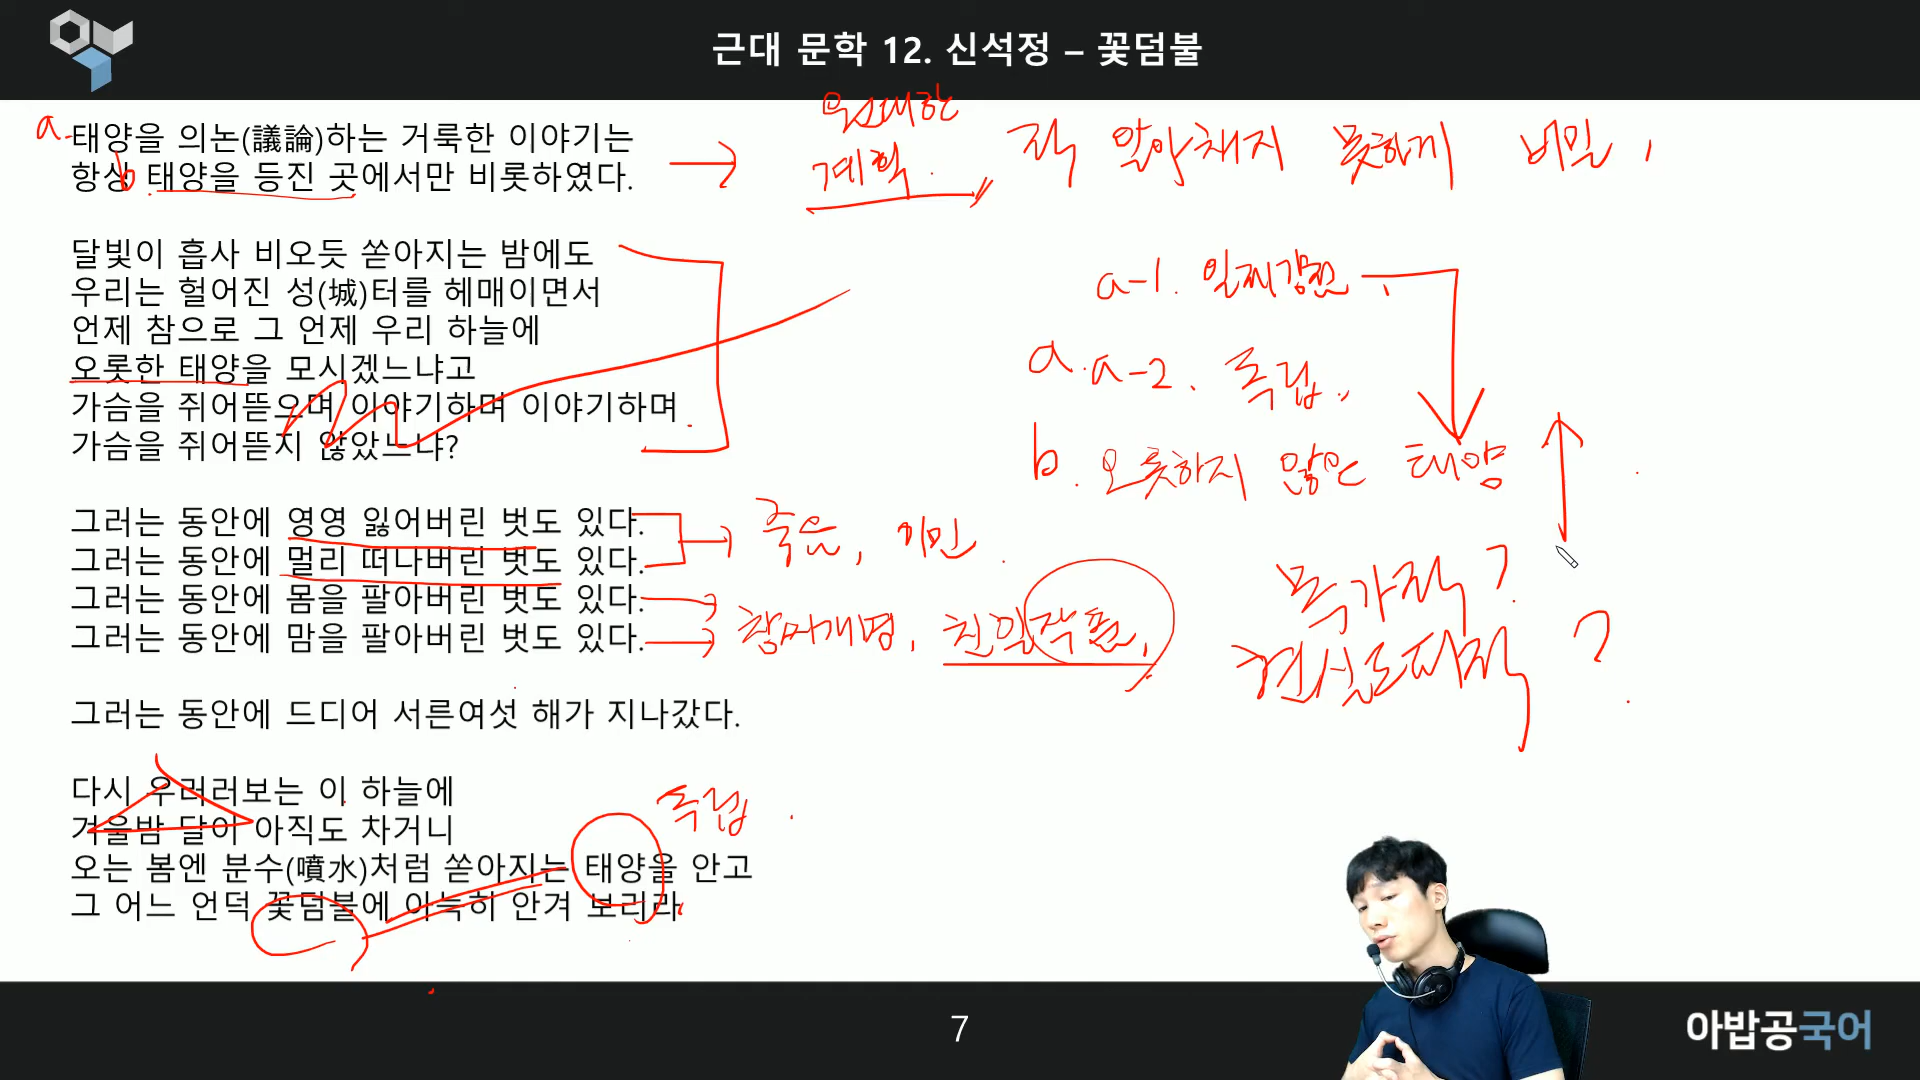 근대 문학 12. 신석정 – 꽃덤불
a. 태양을 의논(議論)하는 거룩한 이야기는
항상 b. 태양을 등진 곳에서만 비롯하였다.
원대한
계획.
적 알아채지 못하게 비밀,
달빛이 흡사 비오듯 쏟아지는 밤에도
우리는 헐어진 성(城)터를 헤매이면서
언제 참으로 그 언제 우리 하늘에
오롯한 태양을 모시겠느냐고
가슴을 쥐어뜯으며 이야기하며 이야기하며
가슴을 쥐어뜯지 않았느냐?
a-1. 일제강점
a. a-2. 독립.
b. 오롯하지 않은 태양
그러는 동안에 영영 잃어버린 벗도 있다.
그러는 동안에 멀리 떠나버린 벗도 있다.
그러는 동안에 몸을 팔아버린 벗도 있다.
그러는 동안에 맘을 팔아버린 벗도 있다.
죽음, 이민
창씨개명, 친일작품,
목가적?
현실도피적?
그러는 동안에 드디어 서른여섯 해가 지나갔다.
다시 우러러보는 이 하늘에
겨울밤 달이 아직도 차거니
오는 봄엔 분수(噴水)처럼 쏟아지는 태양을 안고
그 어느 언덕 꽃덤불에 아늑히 안겨 보리라.
독립.
7
아밥공국어